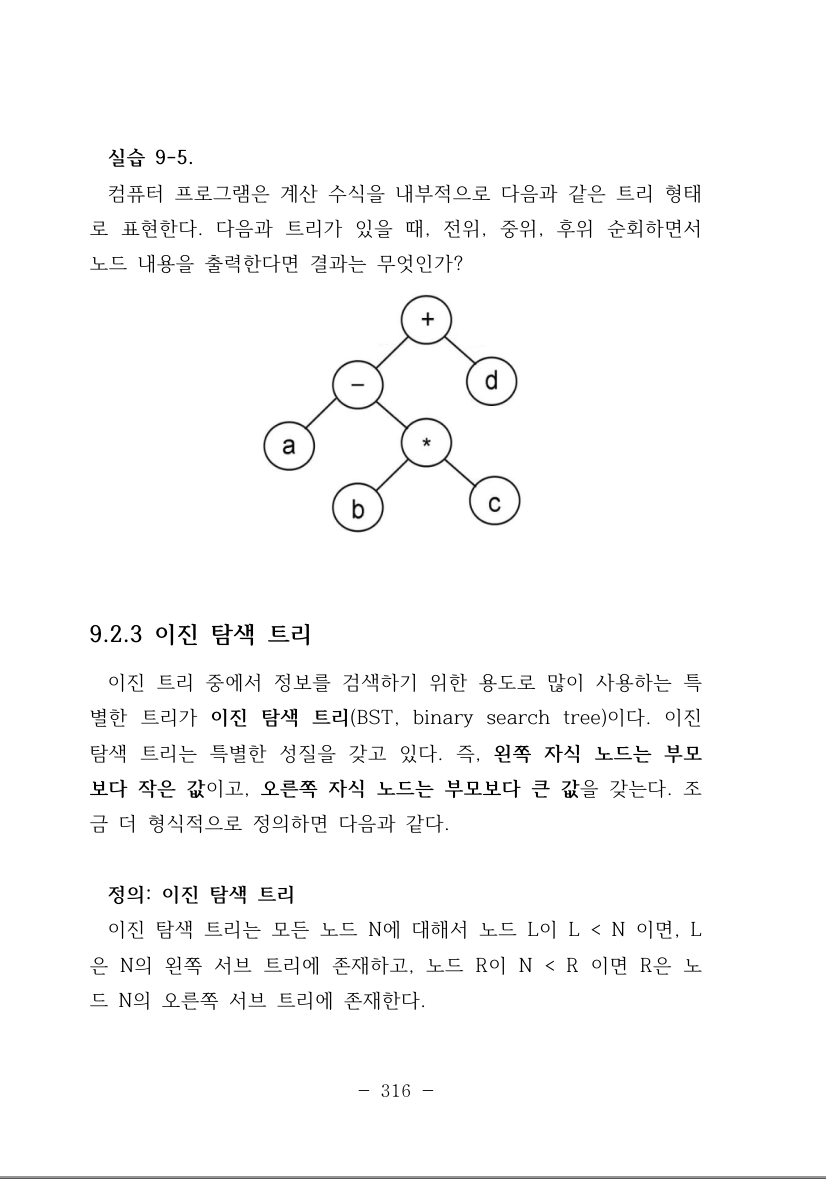 실습 9-5.
컴퓨터 프로그램은 계산 수식을 내부적으로 다음과 같은 트리 형태
로 표현한다. 다음과 트리가 있을 때, 전위, 중위, 후위 순회하면서
노드 내용을 출력한다면 결과는 무엇인가?
+
−
d
a
*
b
c
9.2.3 이진 탐색 트리
이진 트리 중에서 정보를 검색하기 위한 용도로 많이 사용하는 특
별한 트리가 이진 탐색 트리(BST, binary search tree)이다. 이진
탐색 트리는 특별한 성질을 갖고 있다. 즉, 왼쪽 자식 노드는 부모
보다 작은 값이고, 오른쪽 자식 노드는 부모보다 큰 값을 갖는다. 조
금 더 형식적으로 정의하면 다음과 같다.
정의: 이진 탐색 트리
이진 탐색 트리는 모든 노드 N에 대해서 노드 L이 L < N 이면, L
은 N의 왼쪽 서브 트리에 존재하고, 노드 R이 N < R 이면 R은 노
드 N의 오른쪽 서브 트리에 존재한다.
- 316 -